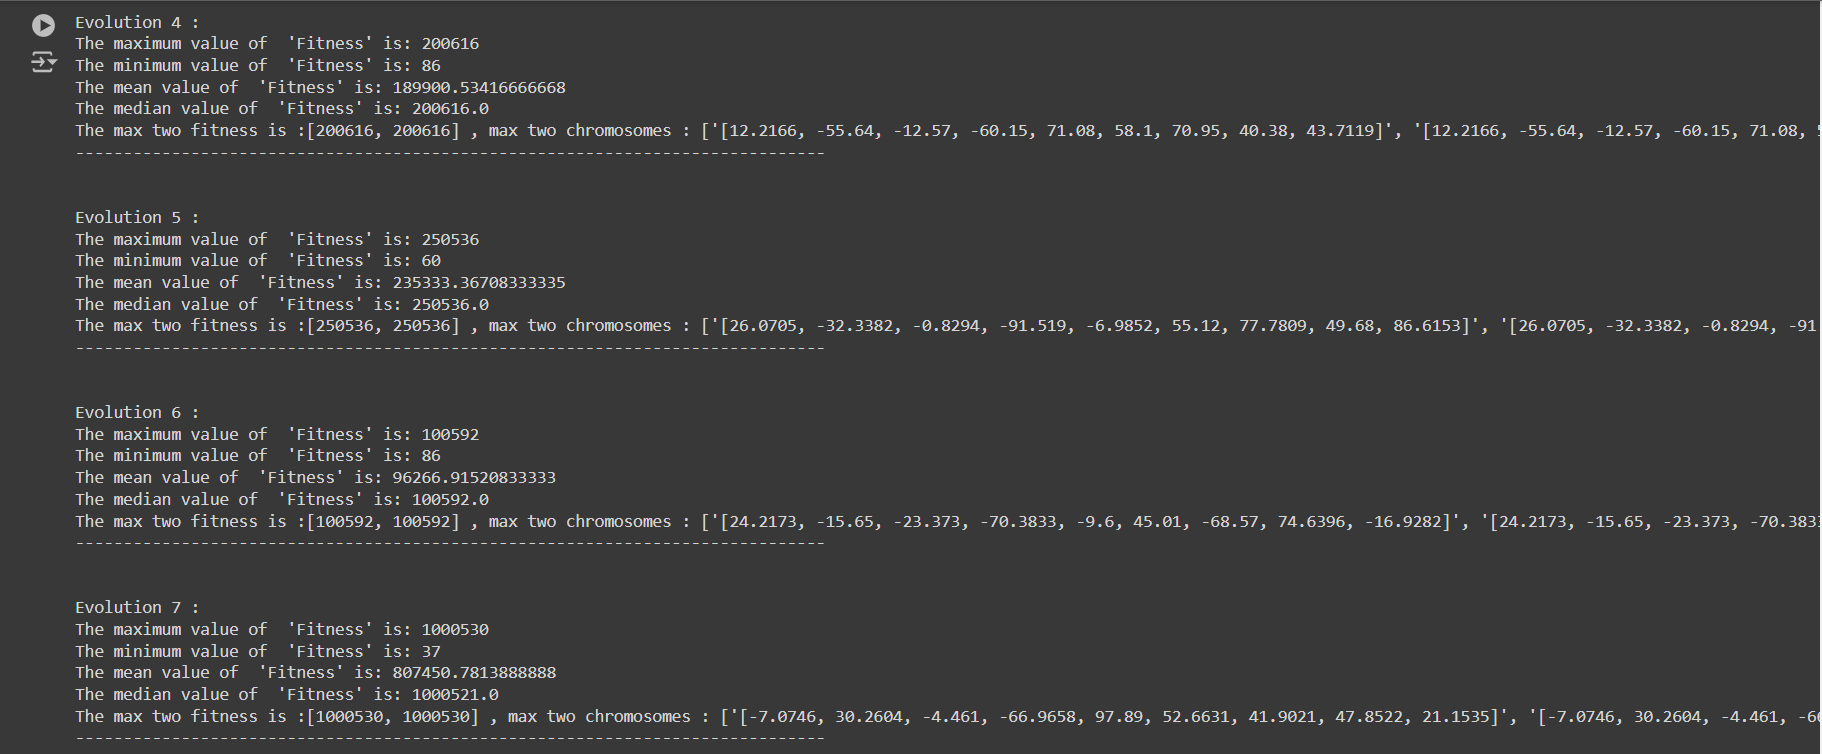 Evolution 4 :
The maximum value of  'Fitness' is: 200616
The minimum value of  'Fitness' is: 86
The mean value of  'Fitness' is: 189900.53416666668
The median value of  'Fitness' is: 200616.0
The max two fitness is :[200616, 200616] , max two chromosomes : ['[12.2166, -55.64, -12.57, -60.15, 71.08, 58.1, 70.95, 40.38, 43.7119]', '[12.2166, -55.64, -12.57, -60.15, 71.08,
------------------------------------------------------------------------------
Evolution 5 :
The maximum value of  'Fitness' is: 250536
The minimum value of  'Fitness' is: 60
The mean value of  'Fitness' is: 235333.36708333335
The median value of  'Fitness' is: 250536.0
The max two fitness is :[250536, 250536] , max two chromosomes : ['[26.0705, -32.3382, -0.8294, -91.519, -6.9852, 55.12, 77.7809, 49.68, 86.6153]', '[26.0705, -32.3382, -0.8294, -91
------------------------------------------------------------------------------
Evolution 6 :
The maximum value of  'Fitness' is: 100592
The minimum value of  'Fitness' is: 86
The mean value of  'Fitness' is: 96266.91520833333
The median value of  'Fitness' is: 100592.0
The max two fitness is :[100592, 100592] , max two chromosomes : ['[24.2173, -15.65, -23.373, -70.3833, -9.6, 45.01, -68.57, 74.6396, -16.9282]', '[24.2173, -15.65, -23.373, -70.3833
------------------------------------------------------------------------------
Evolution 7 :
The maximum value of  'Fitness' is: 1000530
The minimum value of  'Fitness' is: 37
The mean value of  'Fitness' is: 807450.7813888888
The median value of  'Fitness' is: 1000521.0
The max two fitness is :[1000530, 1000530] , max two chromosomes : ['[-7.0746, 30.2604, -4.461, -66.9658, 97.89, 52.6631, 41.9021, 47.8522, 21.1535]', '[-7.0746, 30.2604, -4.461,
------------------------------------------------------------------------------